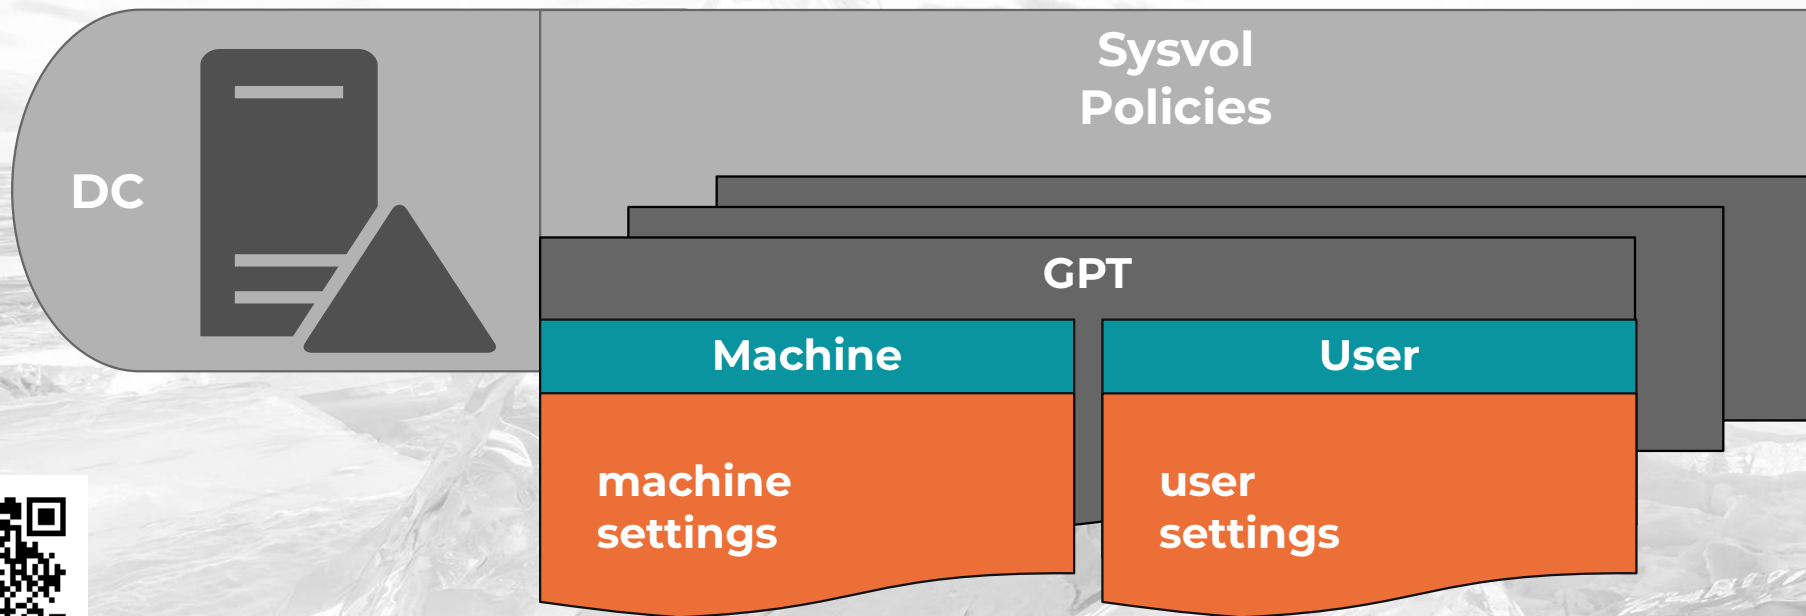 Sysvol
Policies
DC
GPT
Machine
User
machine
settings
user
settings